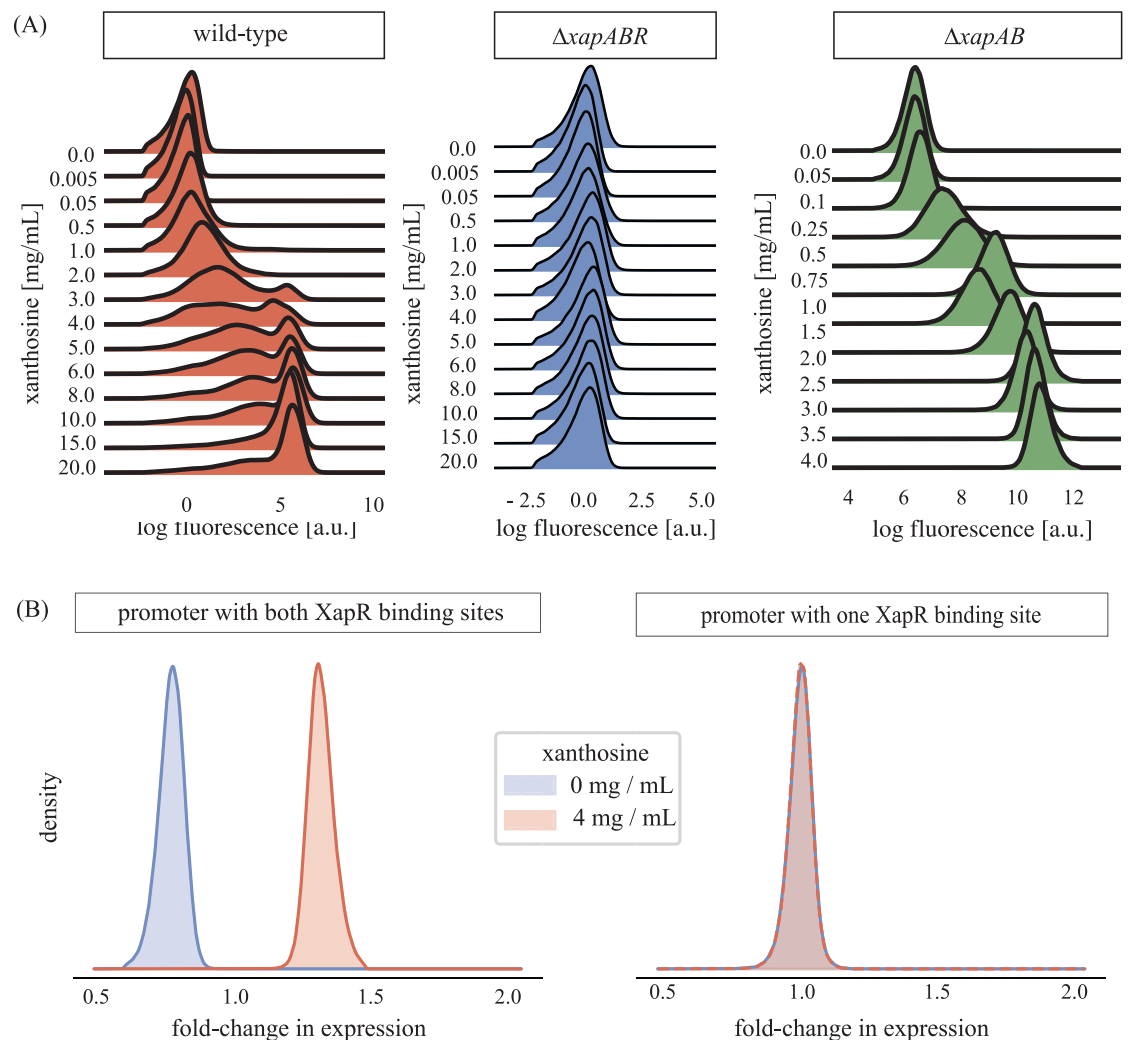 (A)
wild-type
ΔxapABR
ΔxapAB
xanthosine [mg/mL]
0.0
0.005
0.05
0.5
1.0
2.0
3.0
4.0
5.0
6.0
8.0
10.0
15.0
20.0
0 5 10
log fluorescence [a.u.]
xanthosine [mg/mL]
0.0
0.005
0.05
0.5
1.0
2.0
3.0
4.0
5.0
6.0
8.0
10.0
15.0
20.0
- 2.5 0.0 2.5 5.0
log fluorescence [a.u.]
xanthosine [mg/mL]
0.0
0.05
0.1
0.25
0.5
0.75
1.0
1.5
2.0
2.5
3.0
3.5
4.0
4 6 8 10 12
log fluorescence [a.u.]
(B)
promoter with both XapR binding sites
promoter with one XapR binding site
density
xanthosine
0 mg / mL
4 mg / mL
0.5 1.0 1.5 2.0
fold-change in expression
0.5 1.0 1.5 2.0
fold-change in expression